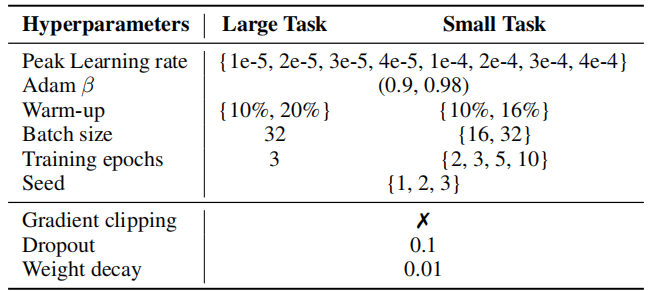 Hyperparameters Large Task Small Task
Peak Learning rate {1e-5, 2e-5, 3e-5, 4e-5, 1e-4, 2e-4, 3e-4, 4e-4}
Adam β (0.9, 0.98)
Warm-up {10%, 20%} {10%, 16%}
Batch size 32 {16, 32}
Training epochs 3 {2, 3, 5, 10}
Seed {1, 2, 3}
Gradient clipping ✗
Dropout 0.1
Weight decay 0.01